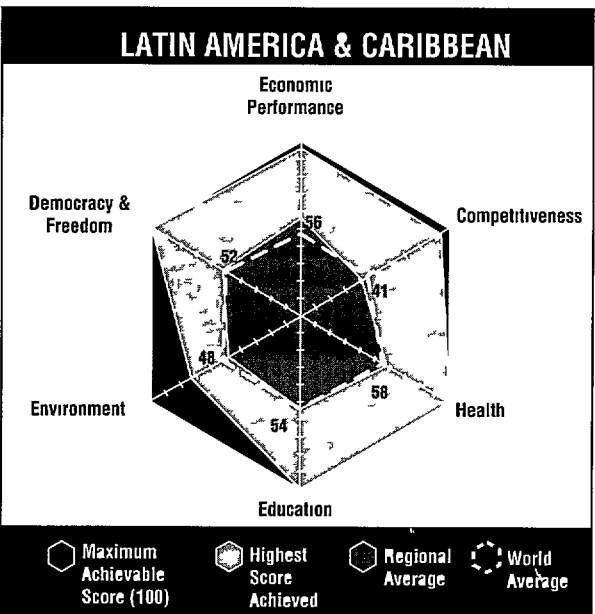 LATIN AMERICA & CARIBBEAN
Economic
Performance
Democracy &
Freedom
Competitiveness
56
52
41
48
58
54
Environment
Health
Education
Maximum
Achievable
Score (100)
Highest
Score
Achieved
Regional
Average
World
Average